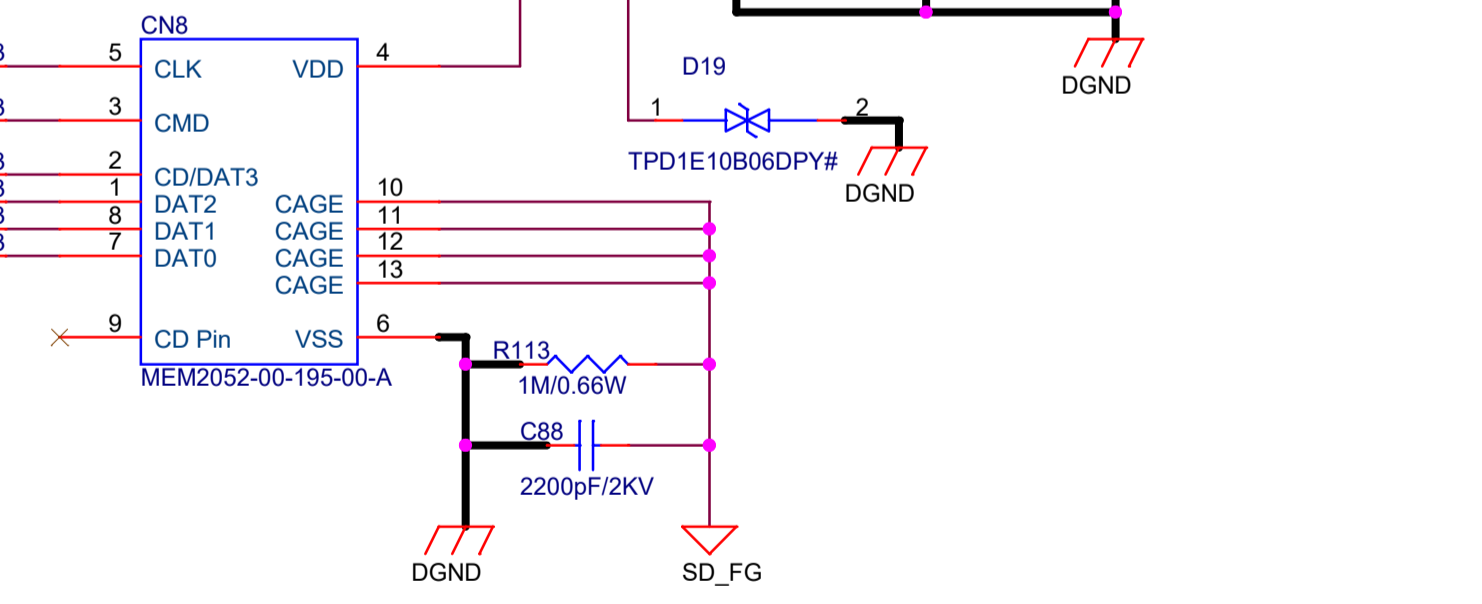 CN8
5 CLK VDD 4
3 CMD
2 CD/DAT3
1 DAT2 CAGE 10
8 DAT1 CAGE 11
7 DAT0 CAGE 12
CAGE 13
9 CD Pin VSS 6
MEM2052-00-195-00-A
D19
1 2
TPD1E10B06DPY#
DGND
DGND
R113
1M/0.66W
C88
2200pF/2KV
DGND
SD_FG